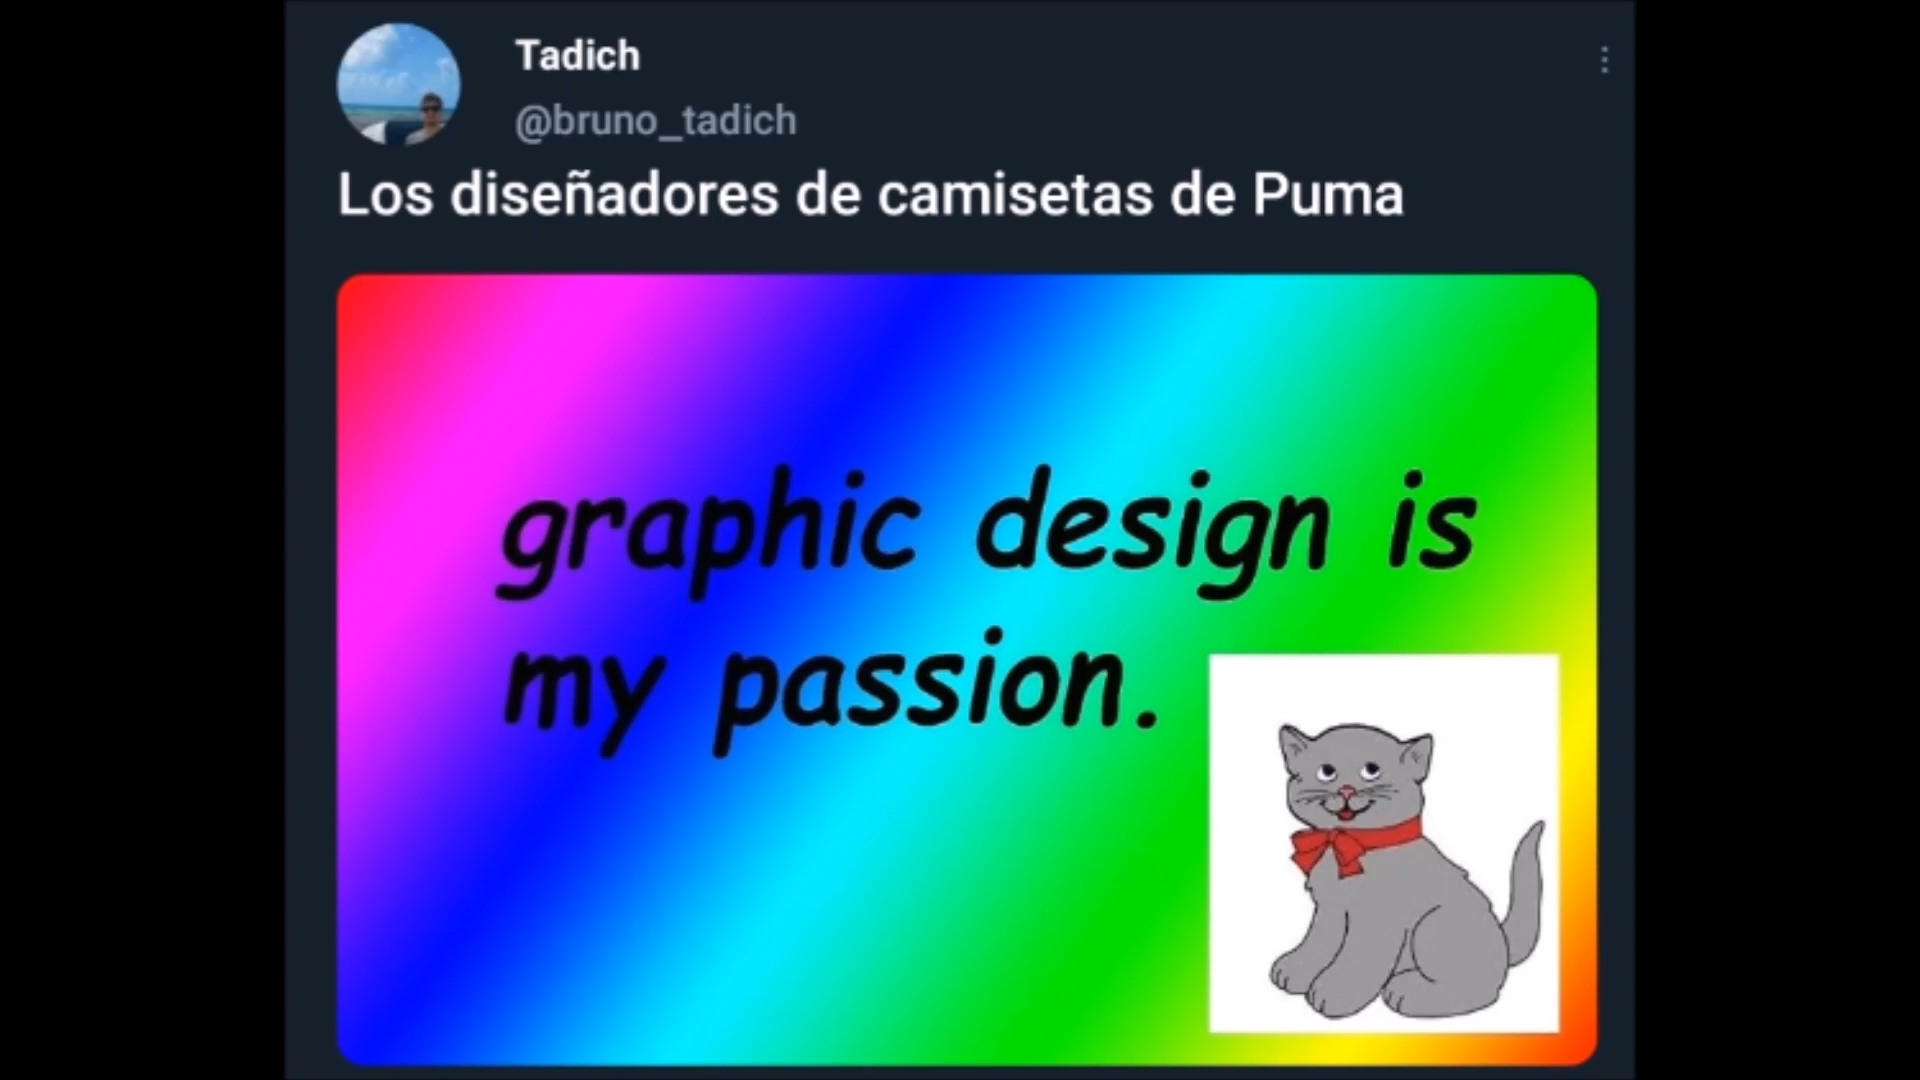 Tadich
@bruno_tadich
Los diseñadores de camisetas de Puma
graphic design is
my passion.